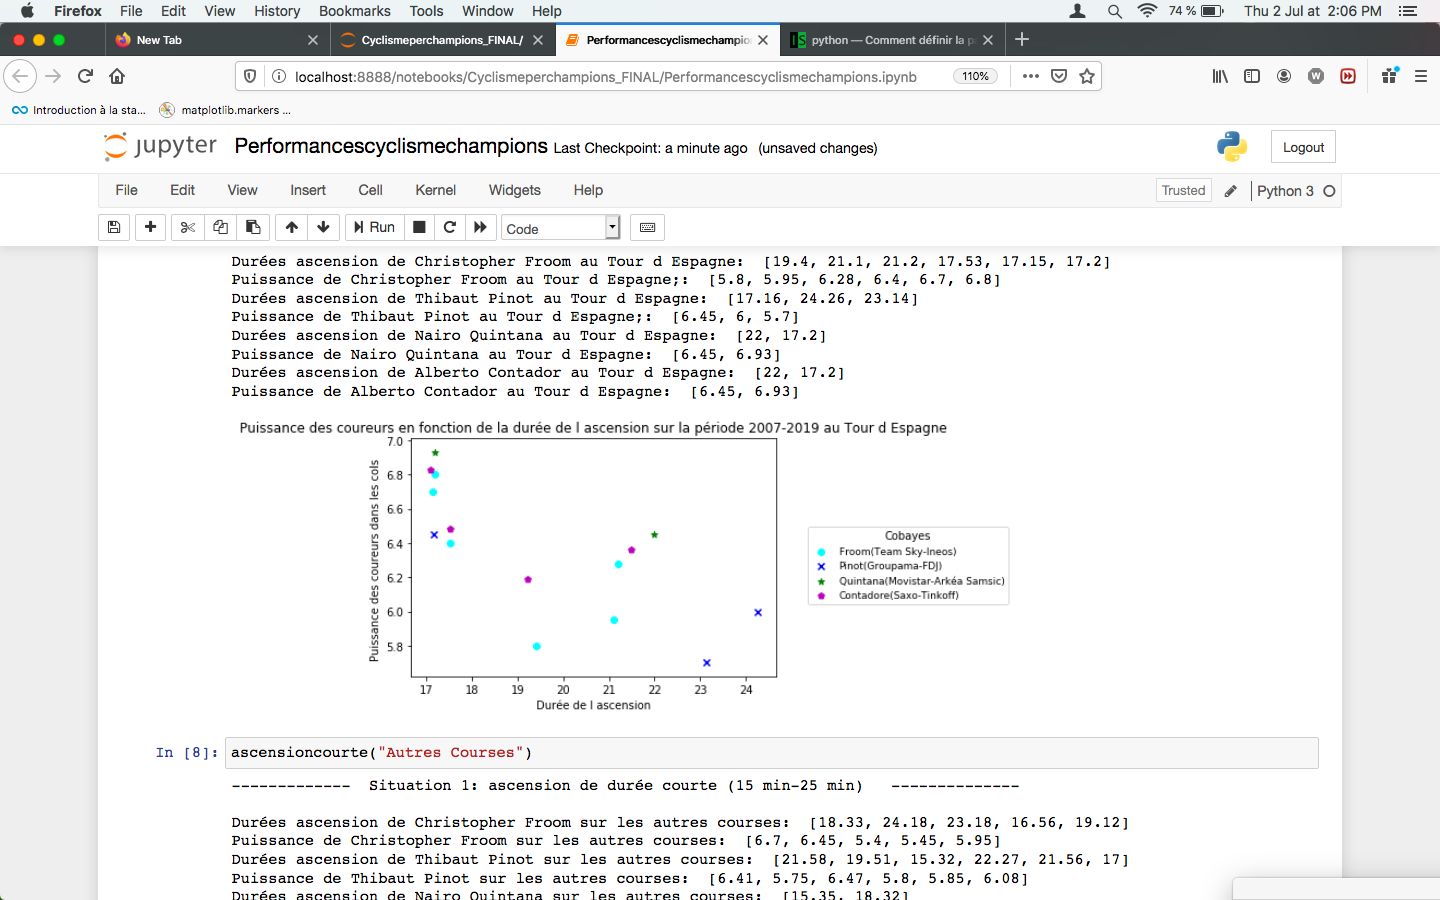 Firefox File Edit View History Bookmarks Tools Window Help 74 % Thu 2 Jul at 2:06 PM
New Tab Cyclismeperchampions_FINAL/ Performancescyclismechampio python — Comment définir la p
localhost:8888/notebooks/Cyclismeperchampions_FINAL/Performancescyclismechampions.ipynb 110%
Introduction à la sta... matplotlib.markers ...
jupyter Performancescyclismechampions Last Checkpoint: a minute ago (unsaved changes) Logout
File Edit View Insert Cell Kernel Widgets Help Trusted Python 3
Run Code
Durées ascension de Christopher Froom au Tour d Espagne: [19.4, 21.1, 21.2, 17.53, 17.15, 17.2]
Puissance de Christopher Froom au Tour d Espagne;: [5.8, 5.95, 6.28, 6.4, 6.7, 6.8]
Durées ascension de Thibaut Pinot au Tour d Espagne: [17.16, 24.26, 23.14]
Puissance de Thibaut Pinot au Tour d Espagne;: [6.45, 6, 5.7]
Durées ascension de Nairo Quintana au Tour d Espagne: [22, 17.2]
Puissance de Nairo Quintana au Tour d Espagne: [6.45, 6.93]
Durées ascension de Alberto Contador au Tour d Espagne: [22, 17.2]
Puissance de Alberto Contador au Tour d Espagne: [6.45, 6.93]
Puissance des coureurs en fonction de la durée de l ascension sur la période 2007-2019 au Tour d Espagne
Puissance des coureurs dans les cols
7.0
6.8
6.6
6.4
6.2
6.0
5.8
17 18 19 20 21 22 23 24
Durée de l ascension
Cobayes
Froom(Team Sky-Ineos)
Pinot(Groupama-FDJ)
Quintana(Movistar-Arkéa Samsic)
Contadore(Saxo-Tinkoff)
In [8]: ascensioncourte("Autres Courses")
------------- Situation 1: ascension de durée courte (15 min-25 min) --------------
Durées ascension de Christopher Froom sur les autres courses: [18.33, 24.18, 23.18, 16.56, 19.12]
Puissance de Christopher Froom sur les autres courses: [6.7, 6.45, 5.4, 5.45, 5.95]
Durées ascension de Thibaut Pinot sur les autres courses: [21.58, 19.51, 15.32, 22.27, 21.56, 17]
Puissance de Thibaut Pinot sur les autres courses: [6.41, 5.75, 6.47, 5.8, 5.85, 6.08]
Durées ascension de Nairo Quintana sur les autres courses: [15.35, 18.32]